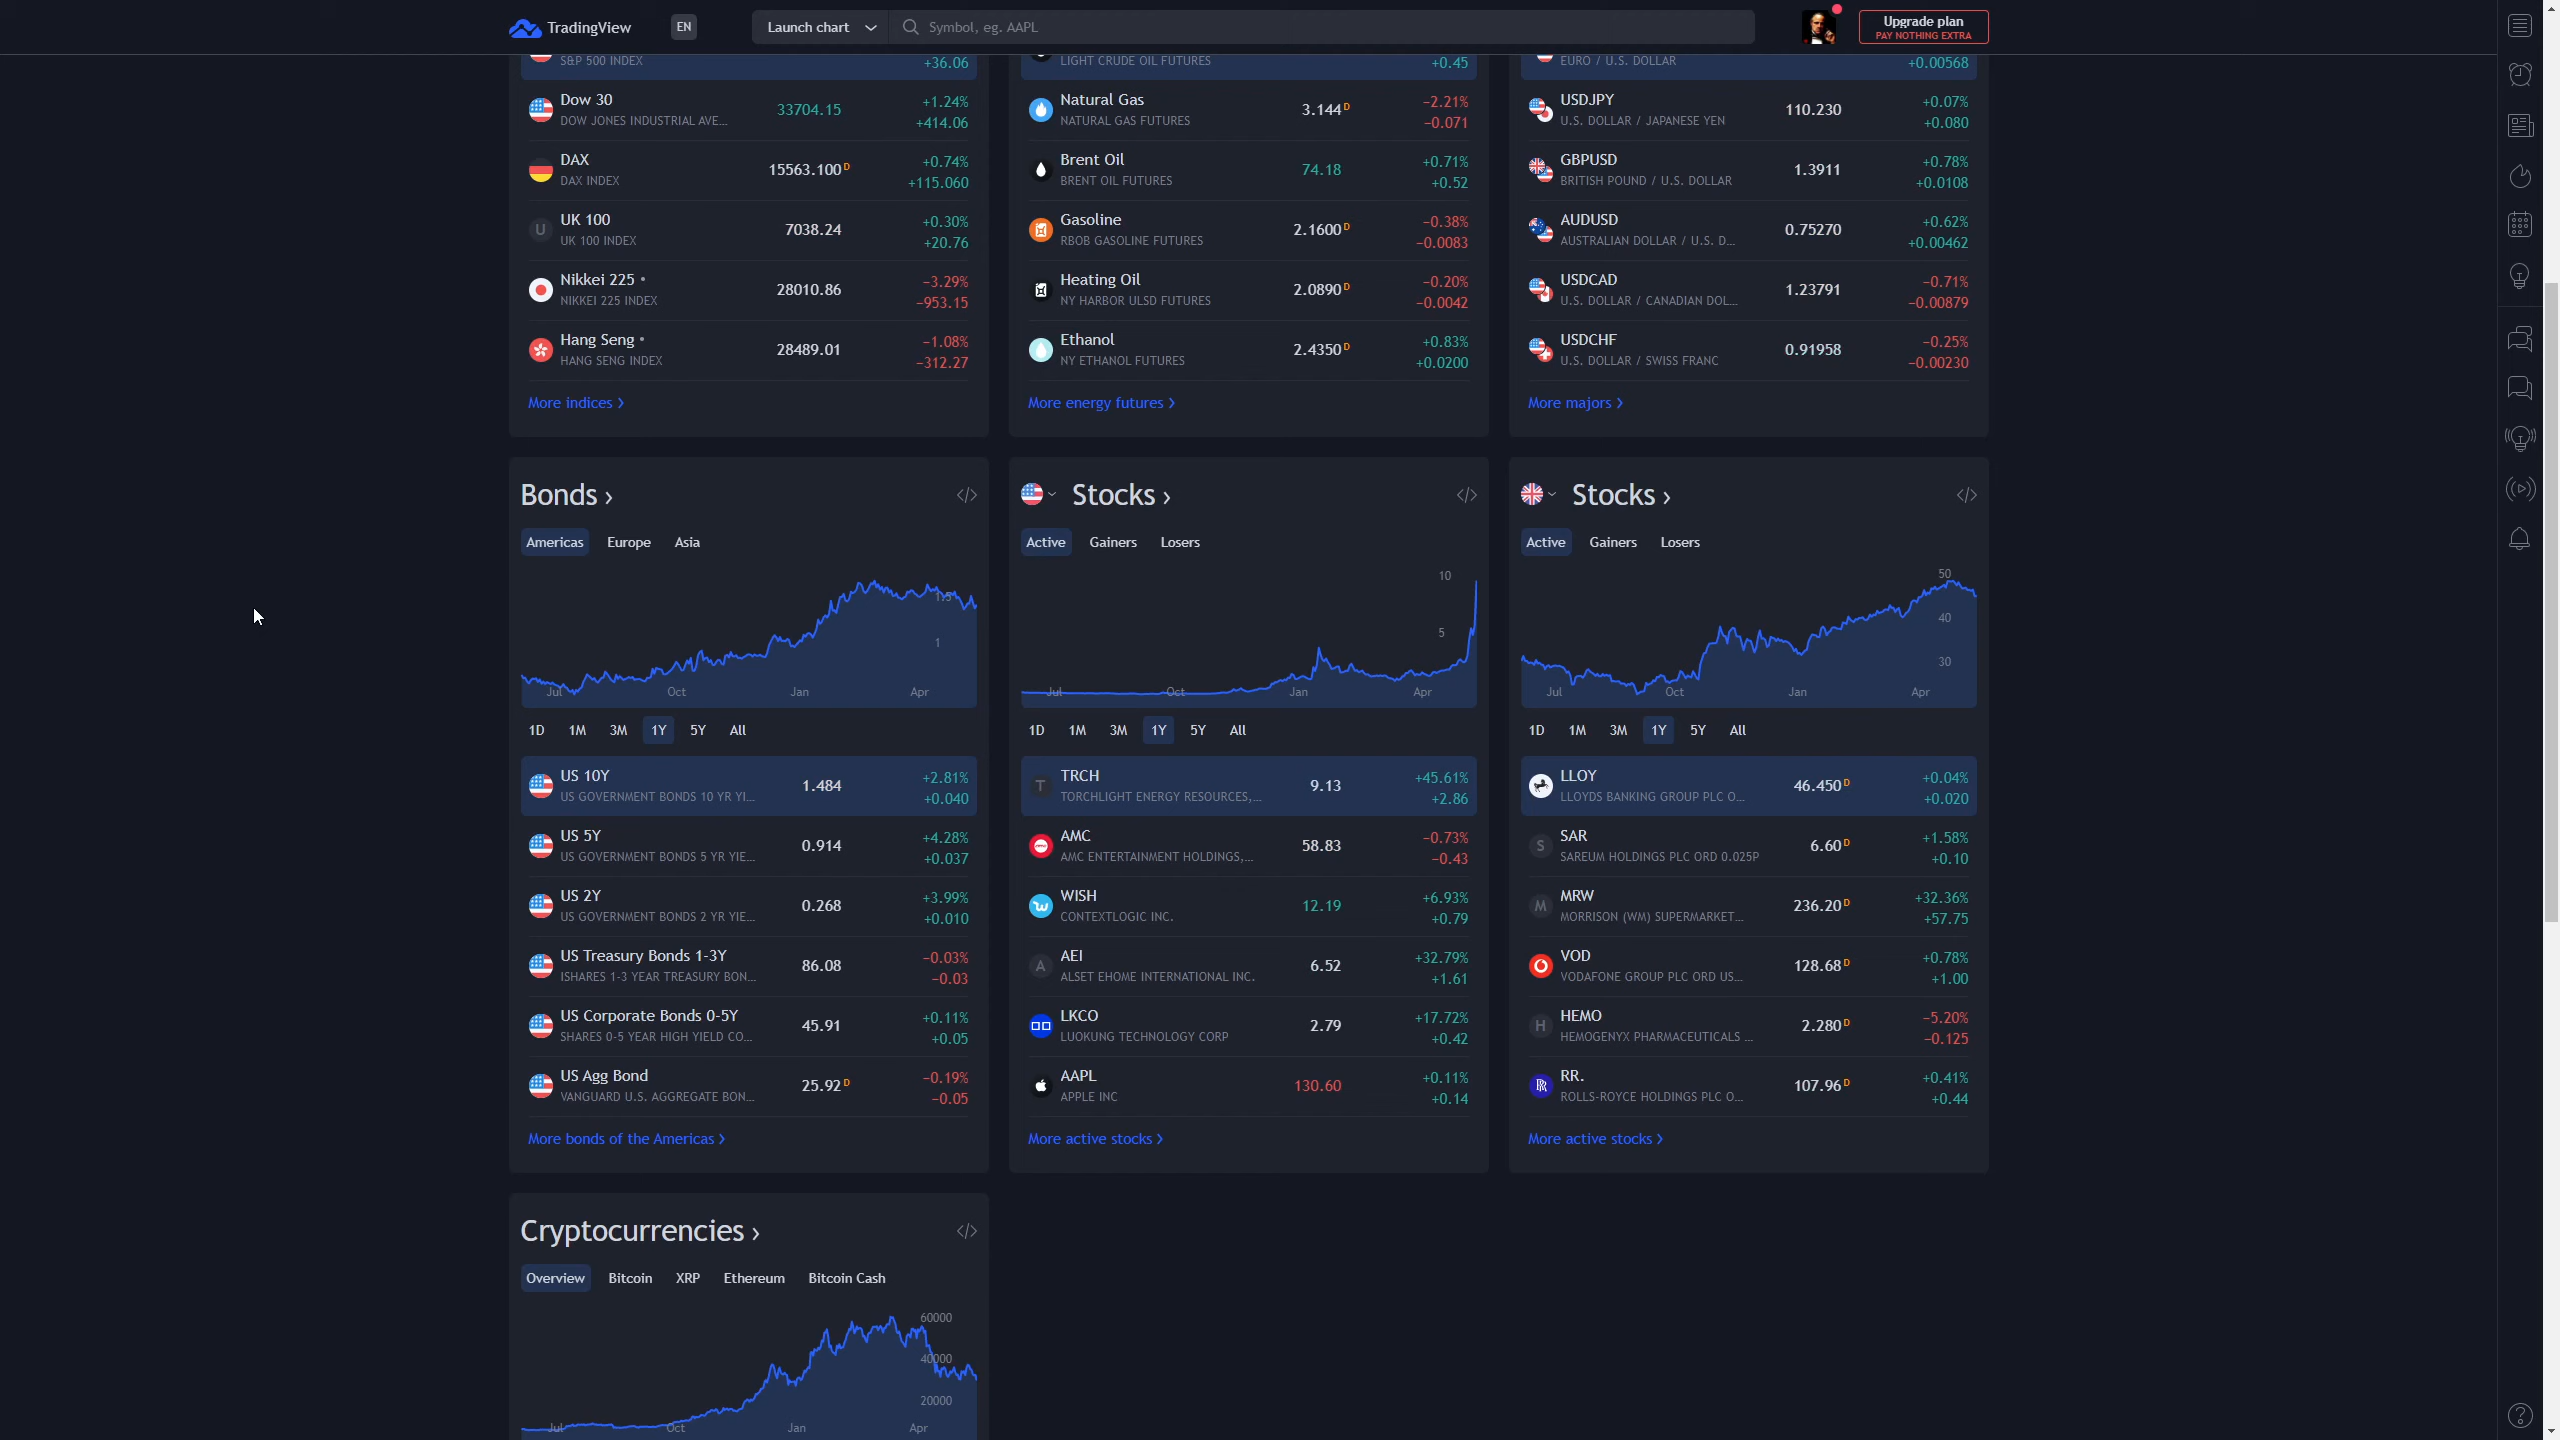 TradingView
EN
Launch chart
Symbol, eg. AAPL
Upgrade plan
PAY NOTHING EXTRA
S&P 500 INDEX
+36.06
Dow 30
DOW JONES INDUSTRIAL AVE...
33704.15
+1.24%
+414.06
DAX
DAX INDEX
15563.100 D
+0.74%
+115.060
U
UK 100
UK 100 INDEX
7038.24
+0.30%
+20.76
Nikkei 225 •
NIKKEI 225 INDEX
28010.86
−3.29%
−953.15
Hang Seng •
HANG SENG INDEX
28489.01
−1.08%
−312.27
More indices >
LIGHT CRUDE OIL FUTURES
+0.45
Natural Gas
NATURAL GAS FUTURES
3.144 D
−2.21%
−0.071
Brent Oil
BRENT OIL FUTURES
74.18
+0.71%
+0.52
Gasoline
RBOB GASOLINE FUTURES
2.1600 D
−0.38%
−0.0083
Heating Oil
NY HARBOR ULSD FUTURES
2.0890 D
−0.20%
−0.0042
Ethanol
NY ETHANOL FUTURES
2.4350 D
+0.83%
+0.0200
More energy futures >
EURO / U.S. DOLLAR
+0.00568
USDJPY
U.S. DOLLAR / JAPANESE YEN
110.230
+0.07%
+0.080
GBPUSD
BRITISH POUND / U.S. DOLLAR
1.3911
+0.78%
+0.0108
AUDUSD
AUSTRALIAN DOLLAR / U.S. D...
0.75270
+0.62%
+0.00462
USDCAD
U.S. DOLLAR / CANADIAN DOL...
1.23791
−0.71%
−0.00879
USDCHF
U.S. DOLLAR / SWISS FRANC
0.91958
−0.25%
−0.00230
More majors >
Bonds >
</>
Americas Europe Asia
1.5
1
Jul Oct Jan Apr
1D 1M 3M 1Y 5Y All
US 10Y
US GOVERNMENT BONDS 10 YR YI...
1.484
+2.81%
+0.040
US 5Y
US GOVERNMENT BONDS 5 YR YIE...
0.914
+4.28%
+0.037
US 2Y
US GOVERNMENT BONDS 2 YR YIE...
0.268
+3.99%
+0.010
US Treasury Bonds 1-3Y
ISHARES 1-3 YEAR TREASURY BON...
86.08
−0.03%
−0.03
US Corporate Bonds 0-5Y
SHARES 0-5 YEAR HIGH YIELD CO...
45.91
+0.11%
+0.05
US Agg Bond
VANGUARD U.S. AGGREGATE BON...
25.92 D
−0.19%
−0.05
More bonds of the Americas >
Stocks >
</>
Active Gainers Losers
10
5
Jul Oct Jan Apr
1D 1M 3M 1Y 5Y All
T
TRCH
TORCHLIGHT ENERGY RESOURCES,...
9.13
+45.61%
+2.86
AMC
AMC ENTERTAINMENT HOLDINGS,...
58.83
−0.73%
−0.43
WISH
CONTEXTLOGIC INC.
12.19
+6.93%
+0.79
A
AEI
ALSET EHOME INTERNATIONAL INC.
6.52
+32.79%
+1.61
LKCO
LUOKUNG TECHNOLOGY CORP
2.79
+17.72%
+0.42
AAPL
APPLE INC
130.60
+0.11%
+0.14
More active stocks >
Stocks >
</>
Active Gainers Losers
50
40
30
Jul Oct Jan Apr
1D 1M 3M 1Y 5Y All
LLOY
LLOYDS BANKING GROUP PLC O...
46.450 D
+0.04%
+0.020
S
SAR
SAREUM HOLDINGS PLC ORD 0.025P
6.60 D
+1.58%
+0.10
M
MRW
MORRISON (WM) SUPERMARKET...
236.20 D
+32.36%
+57.75
VOD
VODAFONE GROUP PLC ORD US...
128.68 D
+0.78%
+1.00
H
HEMO
HEMOGENYX PHARMACEUTICALS ...
2.280 D
−5.20%
−0.125
RR.
ROLLS-ROYCE HOLDINGS PLC O...
107.96 D
+0.41%
+0.44
More active stocks >
Cryptocurrencies >
</>
Overview Bitcoin XRP Ethereum Bitcoin Cash
60000
40000
20000
Jul Oct Jan Apr